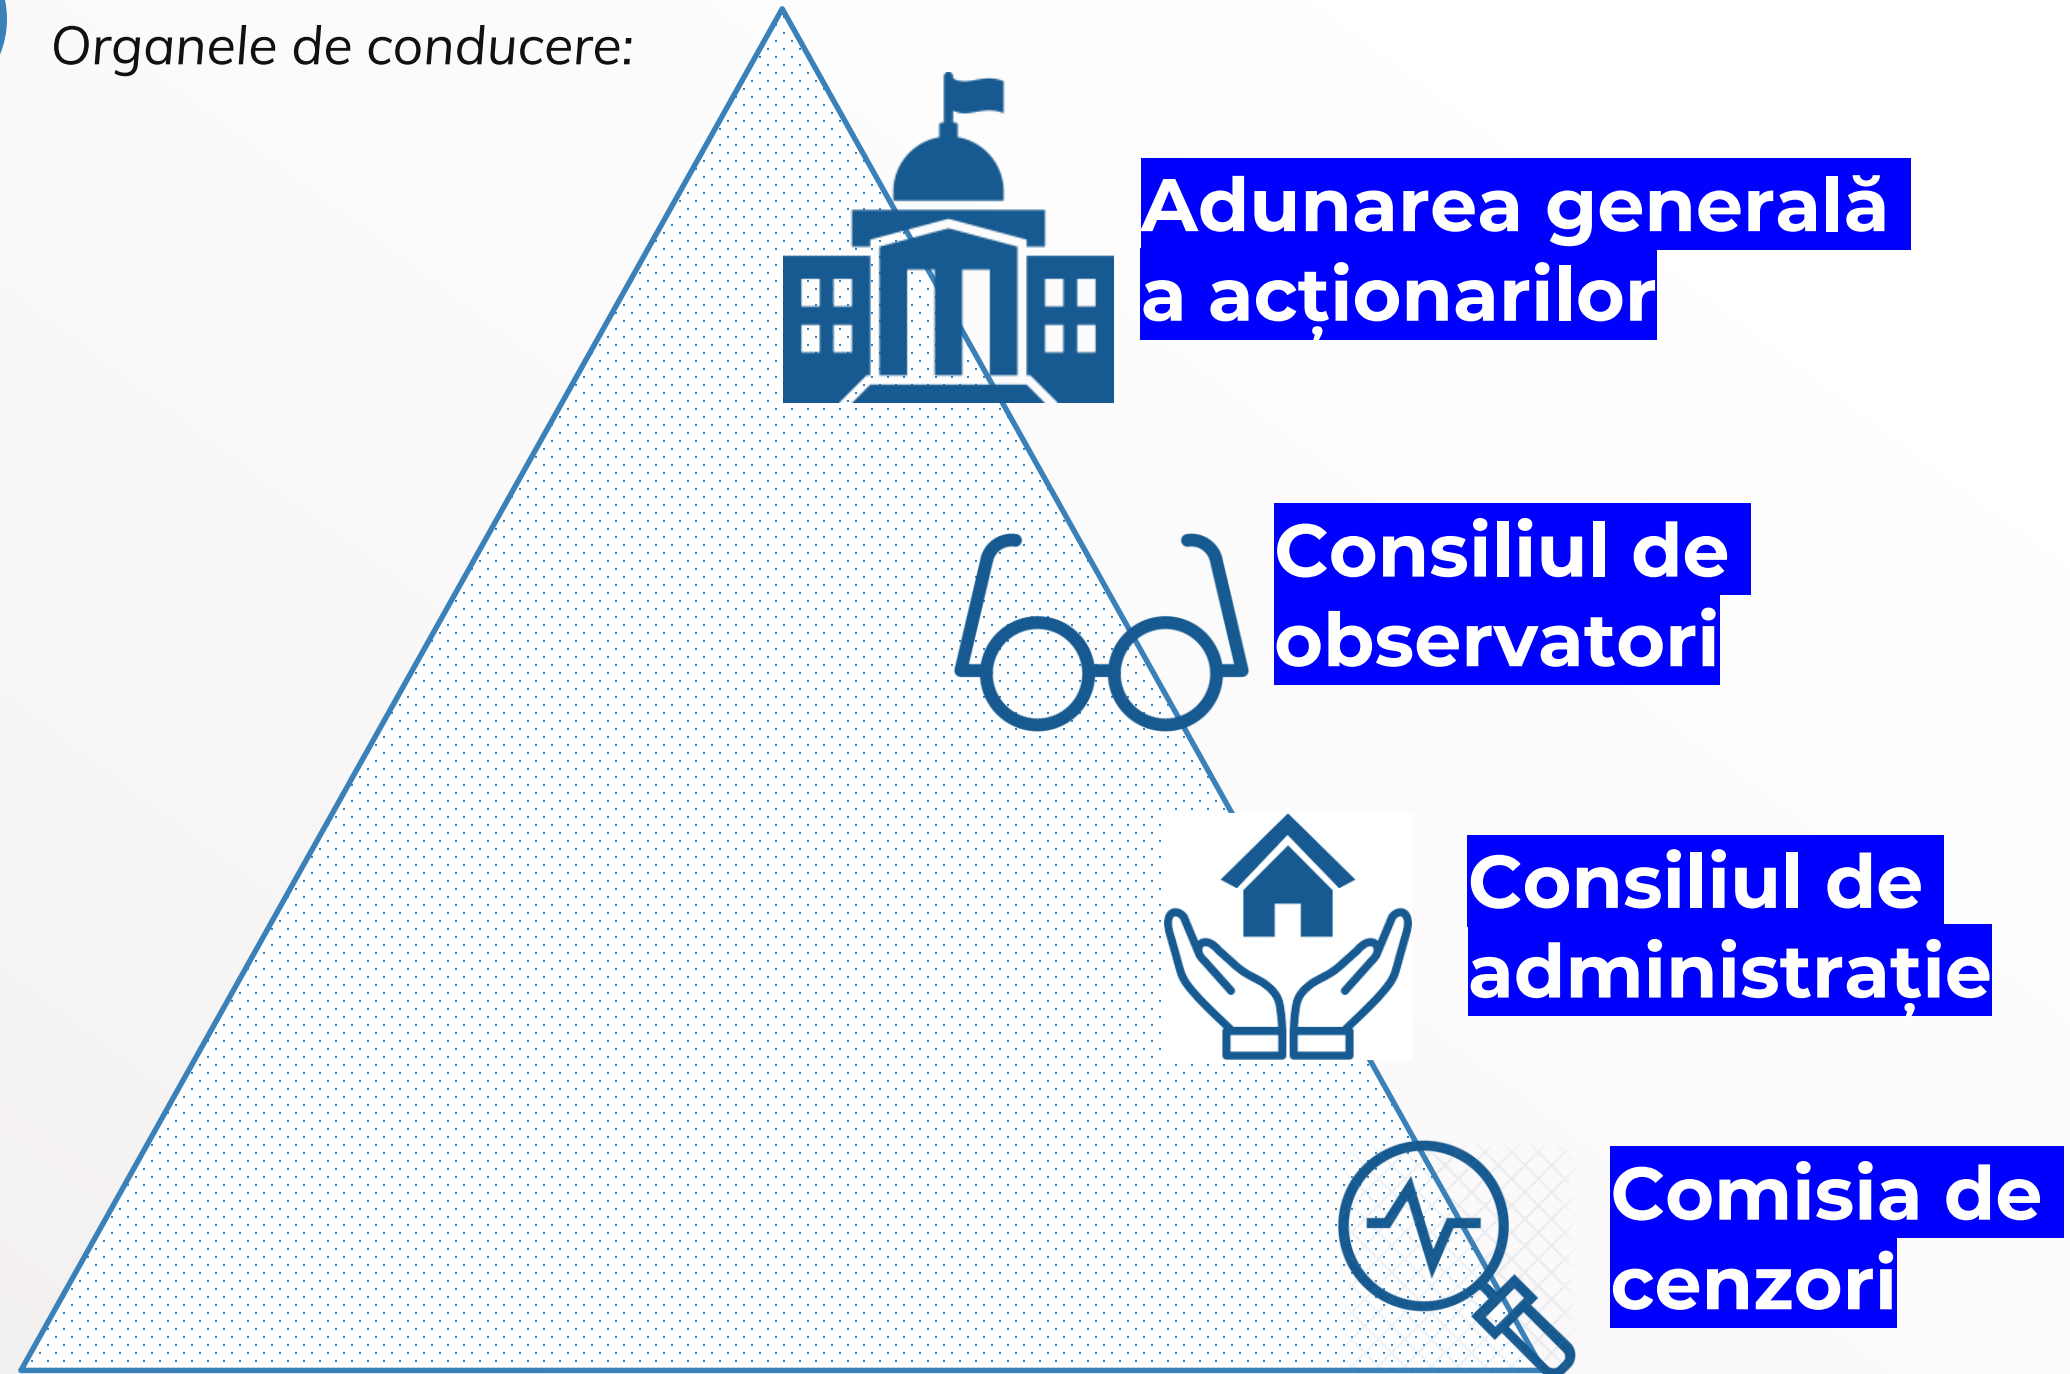 Organele de conducere:
Adunarea generală
a acționarilor
Consiliul de
observatori
Consiliul de
administrație
Comisia de
cenzori